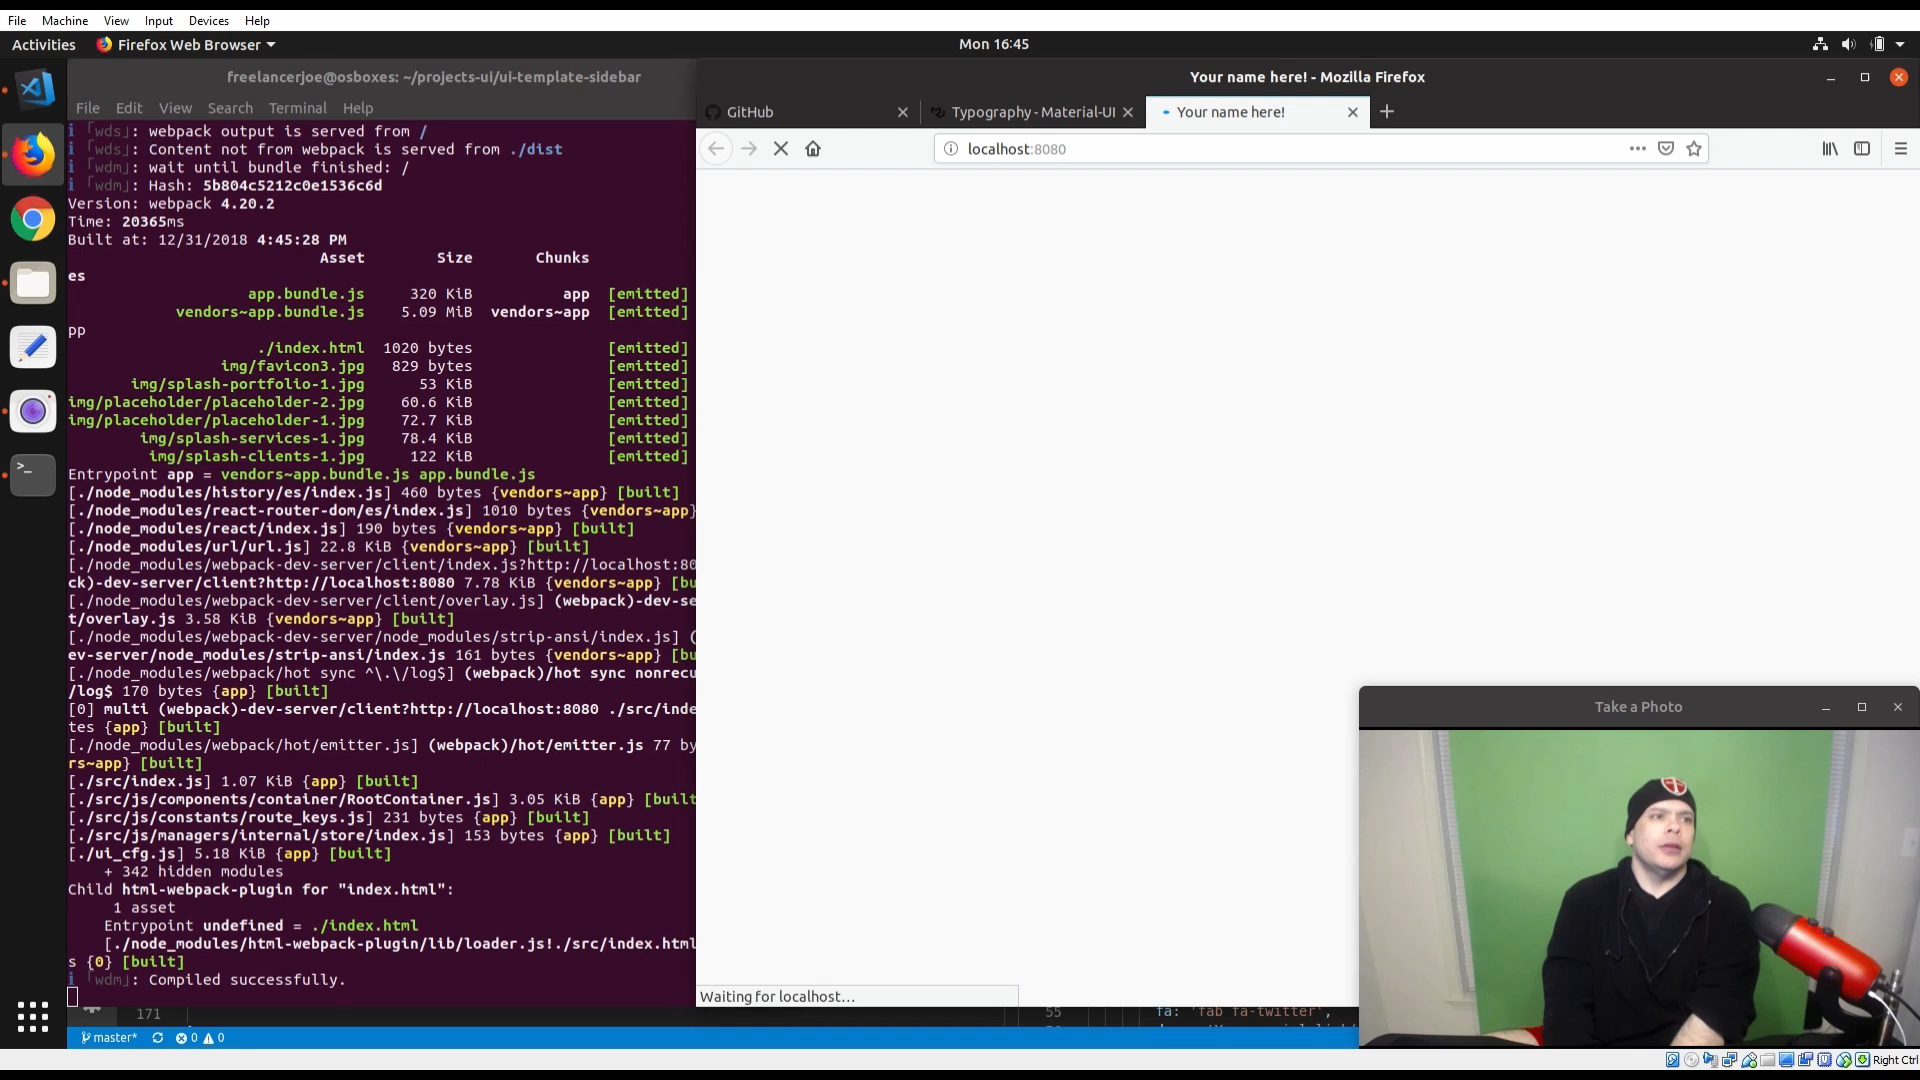 File Machine View Input Devices Help
Activities Firefox Web Browser Mon 16:45
freelancerjoe@osboxes: ~/projects-ui/ui-template-sidebar
File Edit View Search Terminal Help
i ｢wds｣: webpack output is served from /
i ｢wds｣: Content not from webpack is served from ./dist
i ｢wdm｣: wait until bundle finished: /
i ｢wdm｣: Hash: 5b804c5212c0e1536c6d
Version: webpack 4.20.2
Time: 20365ms
Built at: 12/31/2018 4:45:28 PM
Asset Size Chunks
es
app.bundle.js 320 KiB app [emitted]
vendors~app.bundle.js 5.09 MiB vendors~app [emitted]
pp
./index.html 1020 bytes [emitted]
img/favicon3.jpg 829 bytes [emitted]
img/splash-portfolio-1.jpg 53 KiB [emitted]
img/placeholder/placeholder-2.jpg 60.6 KiB [emitted]
img/placeholder/placeholder-1.jpg 72.7 KiB [emitted]
img/splash-services-1.jpg 78.4 KiB [emitted]
img/splash-clients-1.jpg 122 KiB [emitted]
Entrypoint app = vendors~app.bundle.js app.bundle.js
[./node_modules/history/es/index.js] 460 bytes {vendors~app} [built]
[./node_modules/react-router-dom/es/index.js] 1010 bytes {vendors~app}
[./node_modules/react/index.js] 190 bytes {vendors~app} [built]
[./node_modules/url/url.js] 22.8 KiB {vendors~app} [built]
[./node_modules/webpack-dev-server/client/index.js?http://localhost:80
ck)-dev-server/client?http://localhost:8080 7.78 KiB {vendors~app} [bu
[./node_modules/webpack-dev-server/client/overlay.js] (webpack)-dev-se
t/overlay.js 3.58 KiB {vendors~app} [built]
[./node_modules/webpack-dev-server/node_modules/strip-ansi/index.js] (
ev-server/node_modules/strip-ansi/index.js 161 bytes {vendors~app} [bu
[./node_modules/webpack/hot sync ^\.\/log$] (webpack)/hot sync nonrecu
/log$ 170 bytes {app} [built]
[0] multi (webpack)-dev-server/client?http://localhost:8080 ./src/inde
tes {app} [built]
[./node_modules/webpack/hot/emitter.js] (webpack)/hot/emitter.js 77 by
rs~app} [built]
[./src/index.js] 1.07 KiB {app} [built]
[./src/js/components/container/RootContainer.js] 3.05 KiB {app} [built
[./src/js/constants/route_keys.js] 231 bytes {app} [built]
[./src/js/managers/internal/store/index.js] 153 bytes {app} [built]
[./ui_cfg.js] 5.18 KiB {app} [built]
+ 342 hidden modules
Child html-webpack-plugin for "index.html":
1 asset
Entrypoint undefined = ./index.html
[./node_modules/html-webpack-plugin/lib/loader.js!./src/index.html
s {0} [built]
i ｢wdm｣: Compiled successfully.
Your name here! - Mozilla Firefox
GitHub
Typography - Material-UI
Your name here!
localhost:8080
Waiting for localhost…
Take a Photo
171
55
fa: 'fab fa-twitter',
master* 0 0
Right Ctrl